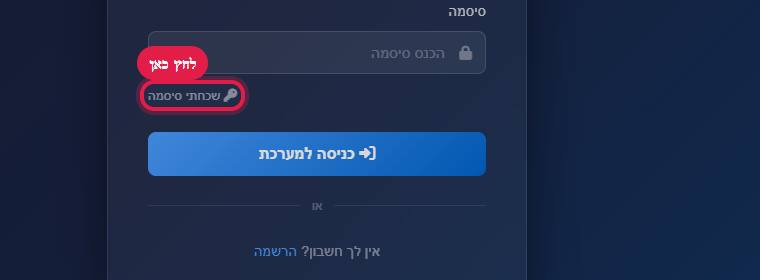 סיסמה
הכנס סיסמה
לחץ כאן
שכחתי סיסמה
כניסה למערכת
או
אין לך חשבון? הרשמה